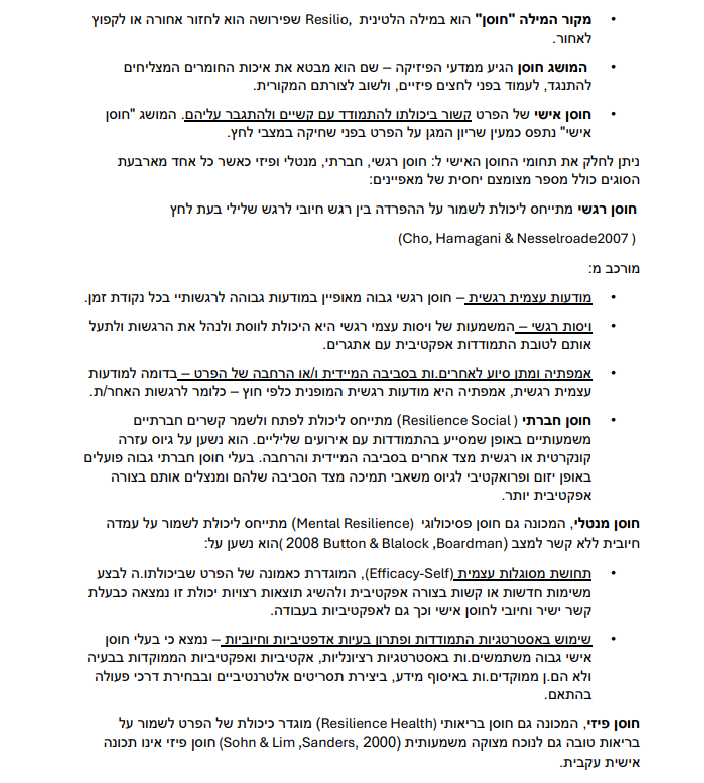 • מקור המילה "חוסן" הוא במילה הלטינית Resilio, שפירושה הוא לחזור אחורה או לקפוץ
לאחור.
• המושג חוסן הגיע ממדעי הפיזיקה – שם הוא מבטא את איכות החומרים המצליחים
להתנגד, לעמוד בפני לחצים פיזיים, ולשוב לצורתם המקורית.
• חוסן אישי של הפרט קשור ביכולתו להתמודד עם קשיים ולהתגבר עליהם. המושג "חוסן
אישי" נתפס כמעין שריון המגן על הפרט בפני שחיקה במצבי לחץ.
ניתן לחלק את תחומי החוסן האישי ל: חוסן רגשי, חברתי, מנטלי ופיזי כאשר כל אחד מארבעת
הסוגים כולל מספר מצומצם יחסית של מאפיינים:
חוסן רגשי מתייחס ליכולת לשמור על ההפרדה בין רגש חיובי לרגש שלילי בעת לחץ
(Cho, Hamagani & Nesselroade2007 )
מורכב מ:
• מודעות עצמית רגשית – חוסן רגשי גבוה מאופיין במודעות גבוהה לרגשותיי בכל נקודת זמן.
• ויסות רגשי – המשמעות של ויסות עצמי רגשי היא היכולת לווסת ולנהל את הרגשות ולתעל
אותם לטובת התמודדות אפקטיבית עם אתגרים.
• אמפתיה ומתן סיוע לאחרים.ות בסביבה המיידית ו/או הרחבה של הפרט – בדומה למודעות
עצמית רגשית, אמפתיה היא מודעות רגשית המופנית כלפי חוץ – כלומר לרגשות האחר/ת.
• חוסן חברתי ( Resilience Social) מתייחס ליכולת לפתח ולשמר קשרים חברתיים
משמעותיים באופן שמסייע בהתמודדות עם אירועים שליליים. הוא נשען על גיוס עזרה
קונקרטית או רגשית מצד אחרים בסביבה המיידית והרחבה. בעלי חוסן חברתי גבוה פועלים
באופן יזום ופרואקטיבי לגיוס משאבי תמיכה מצד הסביבה שלהם ומנצלים אותם בצורה
אפקטיבית יותר.
חוסן מנטלי, המכונה גם חוסן פסיכולוגי (Mental Resilience) מתייחס ליכולת לשמור על עמדה
חיובית ללא קשר למצב (Button & Blalock ,Boardman 2008 )הוא נשען על:
• תחושת מסוגלות עצמית (Efficacy-Self), המוגדרת כאמונה של הפרט שביכולתו.ה לבצע
משימות חדשות או קשות בצורה אפקטיבית ולהשיג תוצאות רצויות יכולת זו נמצאה כבעלת
קשר ישיר וחיובי לחוסן אישי וכך גם לאפקטיביות בעבודה.
• שימוש באסטרטגיות התמודדות ופתרון בעיות אדפטיביות וחיוביות – נמצא כי בעלי חוסן
אישי גבוה משתמשים.ות באסטרטגיות רציונליות, אקטיביות ואפקטיביות הממוקדות בבעיה
ולא הם.ן ממוקדים.ות באיסוף מידע, ביצירת תסריטים אלטרנטיביים ובבחירת דרכי פעולה
בהתאם.
חוסן פיזי, המכונה גם חוסן בריאותי (Resilience Health) מוגדר כיכולת של הפרט לשמור על
בריאות טובה גם לנוכח מצוקה משמעותית (Sohn & Lim ,Sanders, 2000) חוסן פיזי אינו תכונה
אישית עקבית.